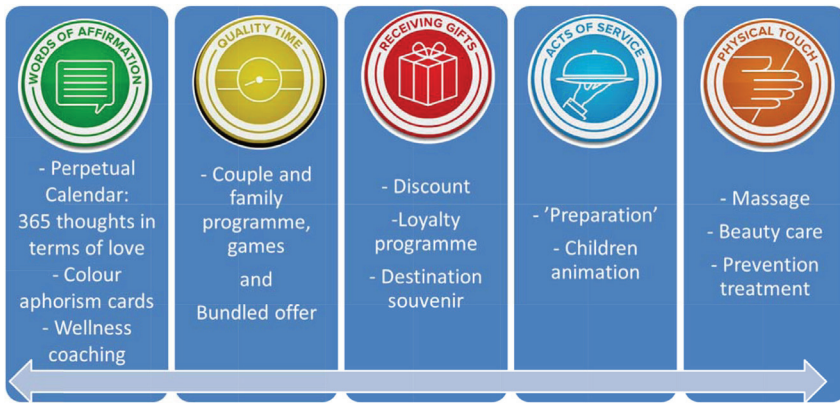 WORDS OF AFFIRMATION
- Perpetual
Calendar:
365 thoughts in
terms of love
- Colour
aphorism cards
- Wellness
coaching
QUALITY TIME
- Couple and
family
programme,
games
and
Bundled offer
RECEIVING GIFTS
- Discount
-Loyalty
programme
- Destination
souvenir
ACTS OF SERVICE
- 'Preparation’
- Children
animation
PHYSICAL TOUCH
- Massage
- Beauty care
- Prevention
treatment